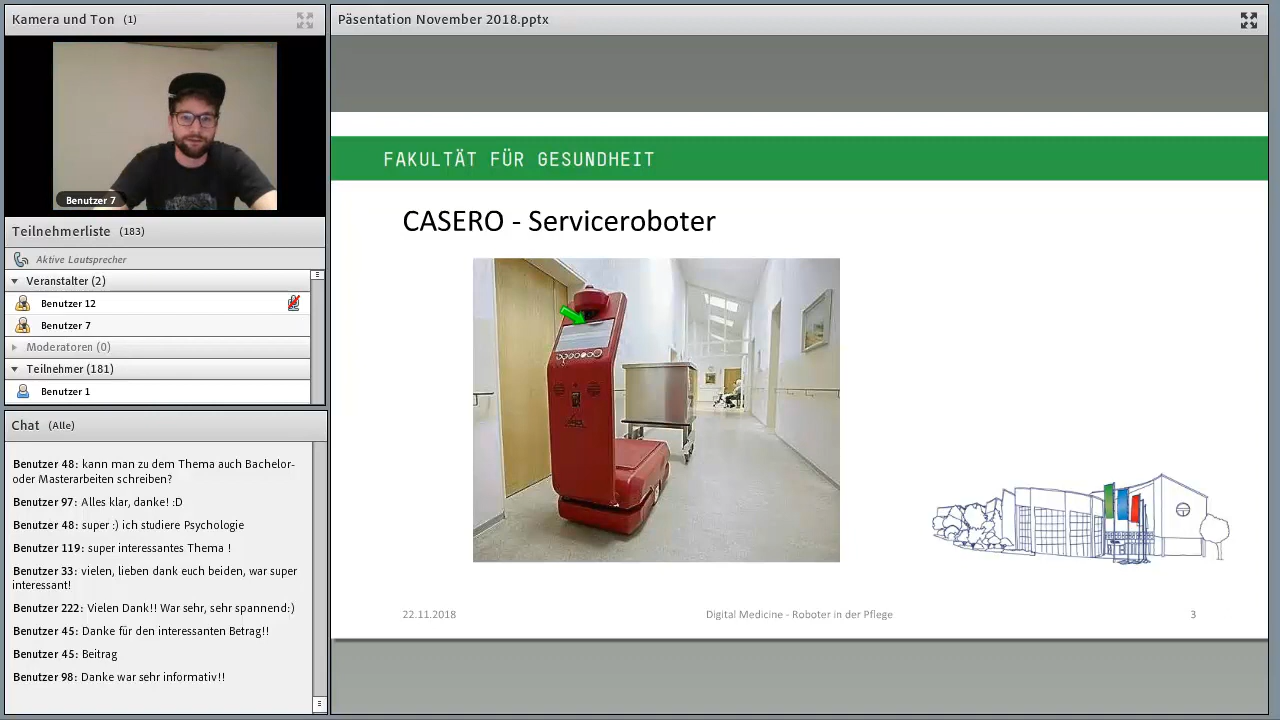 Kamera und Ton (1)
Benutzer 7
Teilnehmerliste (183)
Aktive Lautsprecher
Veranstalter (2)
Benutzer 12
Benutzer 7
Moderatoren (0)
Teilnehmer (181)
Benutzer 1
Chat (Alle)
Benutzer 48: kann man zu dem Thema auch Bachelor-
oder Masterarbeiten schreiben?
Benutzer 97: Alles klar, danke! :D
Benutzer 48: super :) ich studiere Psychologie
Benutzer 119: super interessantes Thema !
Benutzer 33: vielen, lieben dank euch beiden, war super
interessant!
Benutzer 222: Vielen Dank!! War sehr, sehr spannend:)
Benutzer 45: Danke für den interessanten Betrag!!
Benutzer 45: Beitrag
Benutzer 98: Danke war sehr informativ!!
Päsentation November 2018.pptx
FAKULTÄT FÜR GESUNDHEIT
CASERO - Serviceroboter
22.11.2018
Digital Medicine - Roboter in der Pflege
3